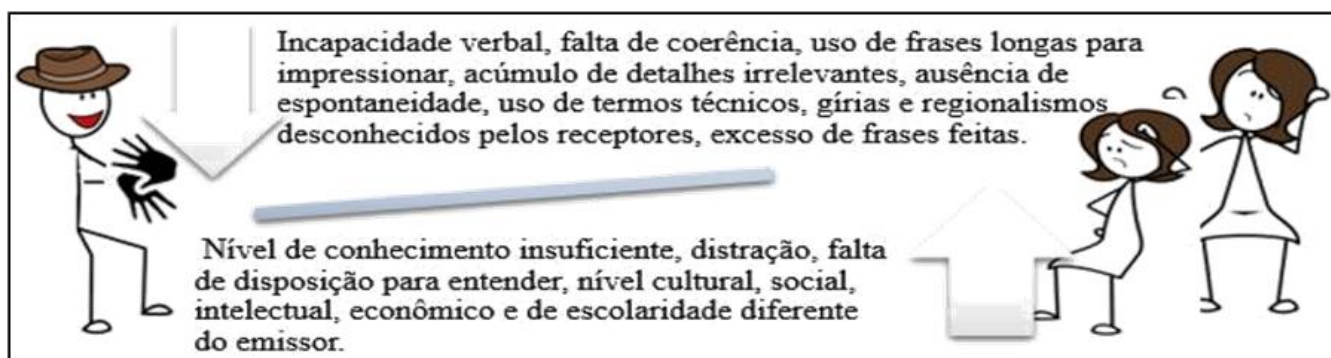 Incapacidade verbal, falta de coerência, uso de frases longas para
impressionar, acúmulo de detalhes irrelevantes, ausência de
espontaneidade, uso de termos técnicos, gírias e regionalismos
desconhecidos pelos receptores, excesso de frases feitas.
Nível de conhecimento insuficiente, distração, falta
de disposição para entender, nível cultural, social,
intelectual, econômico e de escolaridade diferente
do emissor.